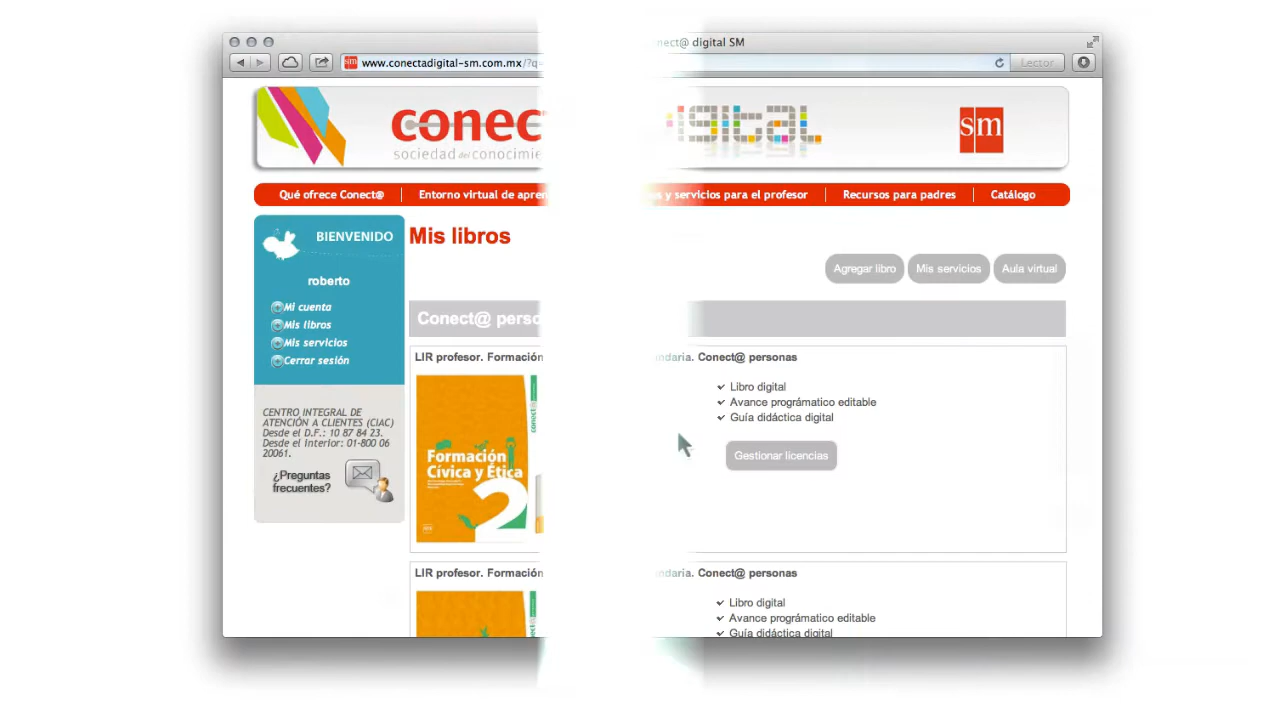 nect@ digital SM
www.conectadigital-sm.com.mx/?q=
Lector
conec
sociedad del conocimie
igital
sm
Qué ofrece Conect@
Entorno virtual de apren
s y servicios para el profesor
Recursos para padres
Catálogo
BIENVENIDO
roberto
Mi cuenta
Mis libros
Mis servicios
Cerrar sesión
CENTRO INTEGRAL DE
ATENCIÓN A CLIENTES (CIAC)
Desde el D.F.: 10 87 84 23.
Desde el Interior: 01-800 06
20061.
¿Preguntas
frecuentes?
Mis libros
Agregar libro
Mis servicios
Aula virtual
Conect@ perso
LIR profesor. Formación
ndaria. Conect@ personas
Formación
Cívica y Ética
2
Libro digital
Avance prográmatico editable
Guía didáctica digital
Gestionar licencias
LIR profesor. Formación
ndaria. Conect@ personas
Libro digital
Avance prográmatico editable
Guía didáctica digital